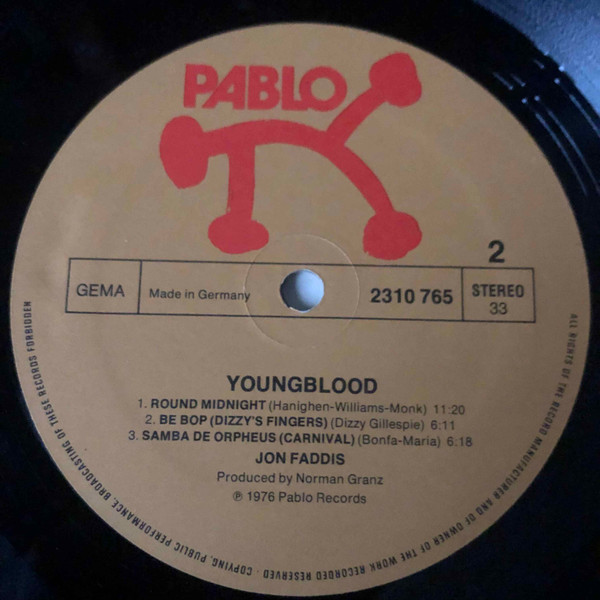 PABLO
2
GEMA
Made in Germany
2310 765
STEREO
33
YOUNGBLOOD
1. ROUND MIDNIGHT (Hanighen-Williams-Monk) 11:20
2. BE BOP (DIZZY'S FINGERS) (Dizzy Gillespie) 6:11
3. SAMBA DE ORPHEUS (CARNIVAL) (Bonfa-Maria) 6:18
JON FADDIS
Produced by Norman Granz
℗ 1976 Pablo Records
ALL RIGHTS OF THE RECORD MANUFACTURER AND OF OWNER OF THE WORK RECORDED RESERVED · COPYING, PUBLIC PERFORMANCE, BROADCASTING OF THESE RECORDS FORBIDDEN